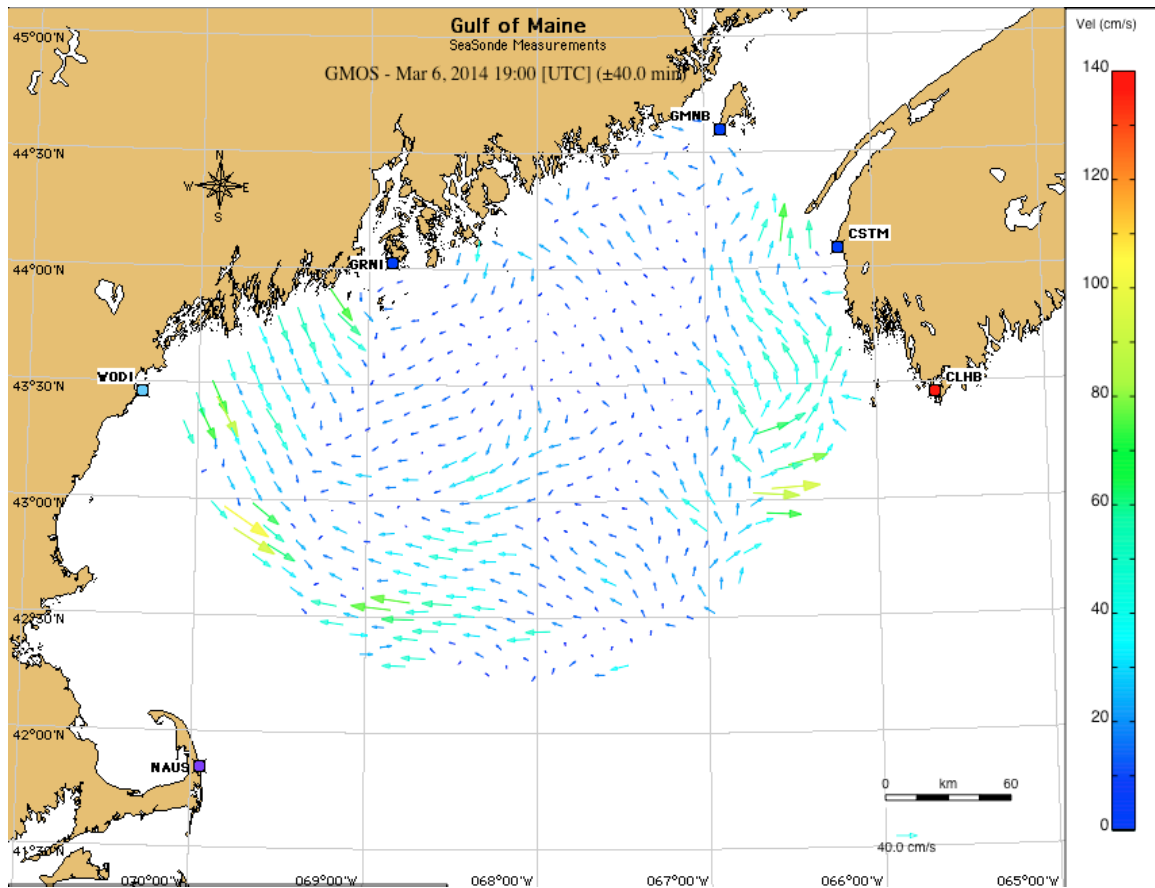 Gulf of Maine
SeaSonde Measurements
GMOS - Mar 6, 2014 19:00 [UTC] (±40.0 min)
Vel (cm/s)
45°00'N
140
GMNB
44°30'N
120
N
W E
S
CSTM
44°00'N
GRNI
100
WODI
43°30'N
CLHB
80
43°00'N
60
42°30'N
40
42°00'N
NAUS
20
0 km 60
0
40.0 cm/s
41°30'N
070°00'W 069°00'W 068°00'W 067°00'W 066°00'W 065°00'W